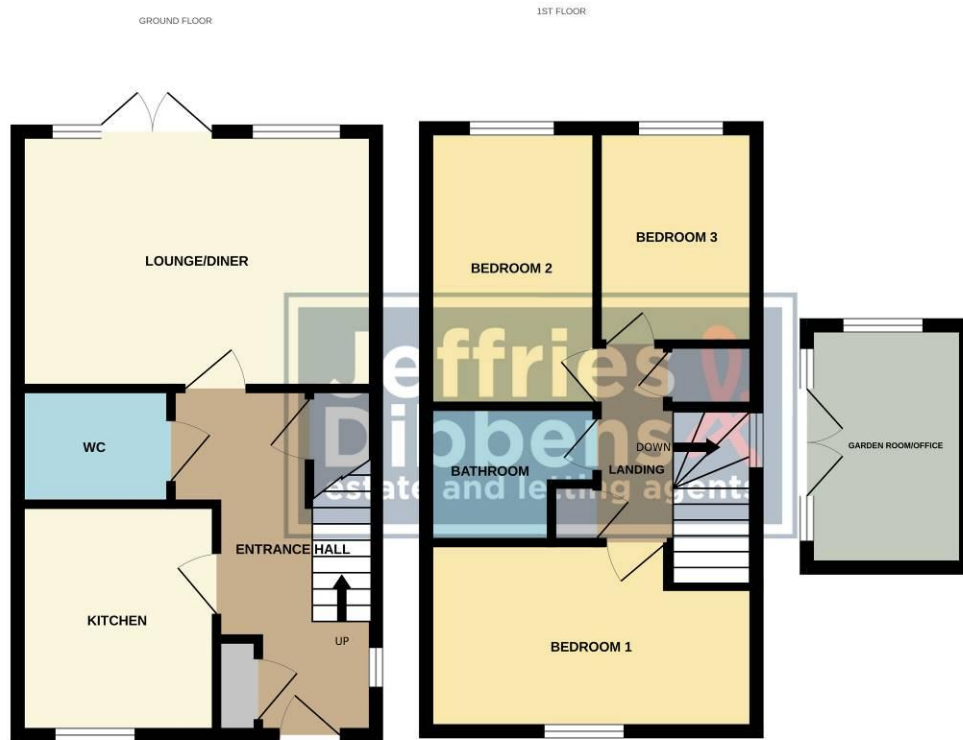 GROUND FLOOR
1ST FLOOR
LOUNGE/DINER
WC
ENTRANCE HALL
KITCHEN
UP
BEDROOM 2
BEDROOM 3
DOWN
BATHROOM
LANDING
BEDROOM 1
GARDEN ROOM/OFFICE
Jeffries
Dibbens
estate and letting agents